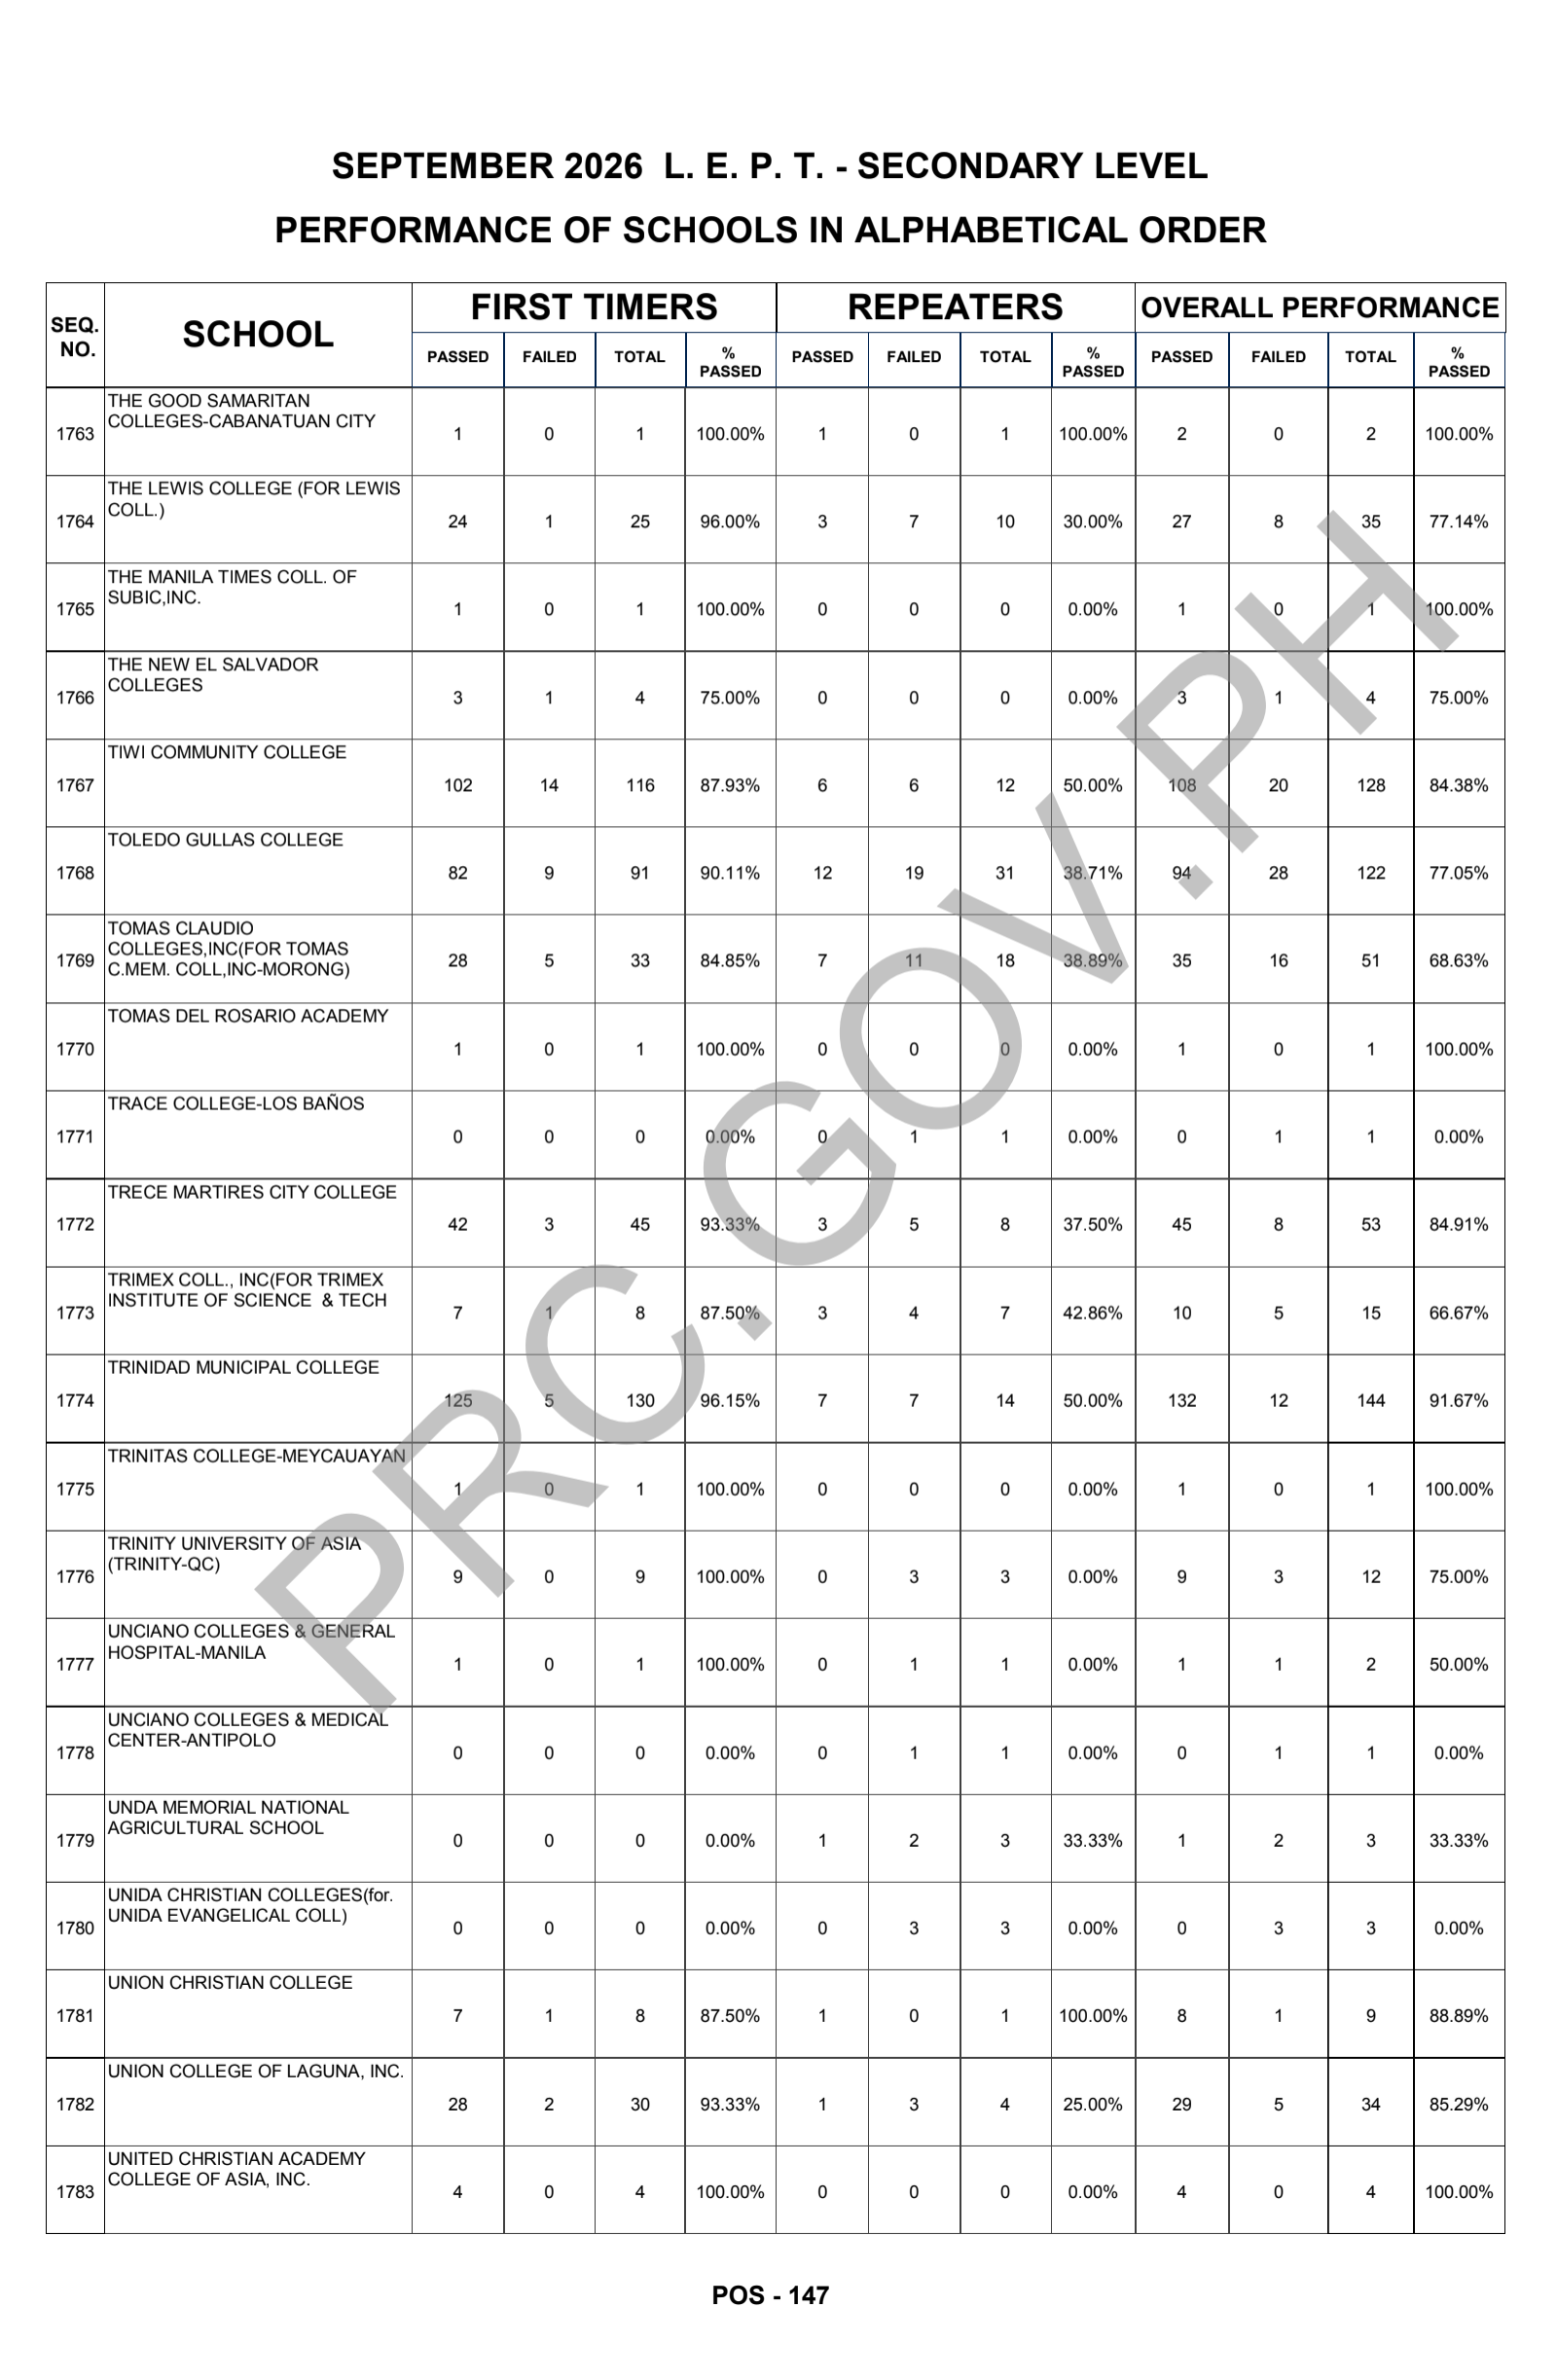 SEPTEMBER 2026  L. E. P. T. - SECONDARY LEVEL
PERFORMANCE OF SCHOOLS IN ALPHABETICAL ORDER
SEQ. NO. SCHOOL FIRST TIMERS REPEATERS OVERALL PERFORMANCE
PASSED FAILED TOTAL % PASSED PASSED FAILED TOTAL % PASSED PASSED FAILED TOTAL % PASSED
THE GOOD SAMARITAN
COLLEGES-CABANATUAN CITY
1763 1 0 1 100.00% 1 0 1 100.00% 2 0 2 100.00%
THE LEWIS COLLEGE (FOR LEWIS
COLL.)
1764 24 1 25 96.00% 3 7 10 30.00% 27 8 35 77.14%
THE MANILA TIMES COLL. OF
SUBIC,INC.
1765 1 0 1 100.00% 0 0 0 0.00% 1 0 1 100.00%
THE NEW EL SALVADOR
COLLEGES
1766 3 1 4 75.00% 0 0 0 0.00% 3 1 4 75.00%
TIWI COMMUNITY COLLEGE
1767 102 14 116 87.93% 6 6 12 50.00% 108 20 128 84.38%
TOLEDO GULLAS COLLEGE
1768 82 9 91 90.11% 12 19 31 38.71% 94 28 122 77.05%
TOMAS CLAUDIO
COLLEGES,INC(FOR TOMAS
C.MEM. COLL,INC-MORONG)
1769 28 5 33 84.85% 7 11 18 38.89% 35 16 51 68.63%
TOMAS DEL ROSARIO ACADEMY
1770 1 0 1 100.00% 0 0 0 0.00% 1 0 1 100.00%
TRACE COLLEGE-LOS BAÑOS
1771 0 0 0 0.00% 0 1 1 0.00% 0 1 1 0.00%
TRECE MARTIRES CITY COLLEGE
1772 42 3 45 93.33% 3 5 8 37.50% 45 8 53 84.91%
TRIMEX COLL., INC(FOR TRIMEX
INSTITUTE OF SCIENCE  & TECH
1773 7 1 8 87.50% 3 4 7 42.86% 10 5 15 66.67%
TRINIDAD MUNICIPAL COLLEGE
1774 125 5 130 96.15% 7 7 14 50.00% 132 12 144 91.67%
TRINITAS COLLEGE-MEYCAUAYAN
1775 1 0 1 100.00% 0 0 0 0.00% 1 0 1 100.00%
TRINITY UNIVERSITY OF ASIA
(TRINITY-QC)
1776 9 0 9 100.00% 0 3 3 0.00% 9 3 12 75.00%
UNCIANO COLLEGES & GENERAL
HOSPITAL-MANILA
1777 1 0 1 100.00% 0 1 1 0.00% 1 1 2 50.00%
UNCIANO COLLEGES & MEDICAL
CENTER-ANTIPOLO
1778 0 0 0 0.00% 0 1 1 0.00% 0 1 1 0.00%
UNDA MEMORIAL NATIONAL
AGRICULTURAL SCHOOL
1779 0 0 0 0.00% 1 2 3 33.33% 1 2 3 33.33%
UNIDA CHRISTIAN COLLEGES(for.
UNIDA EVANGELICAL COLL)
1780 0 0 0 0.00% 0 3 3 0.00% 0 3 3 0.00%
UNION CHRISTIAN COLLEGE
1781 7 1 8 87.50% 1 0 1 100.00% 8 1 9 88.89%
UNION COLLEGE OF LAGUNA, INC.
1782 28 2 30 93.33% 1 3 4 25.00% 29 5 34 85.29%
UNITED CHRISTIAN ACADEMY
COLLEGE OF ASIA, INC.
1783 4 0 4 100.00% 0 0 0 0.00% 4 0 4 100.00%
PRC.GOV.PH
POS - 147